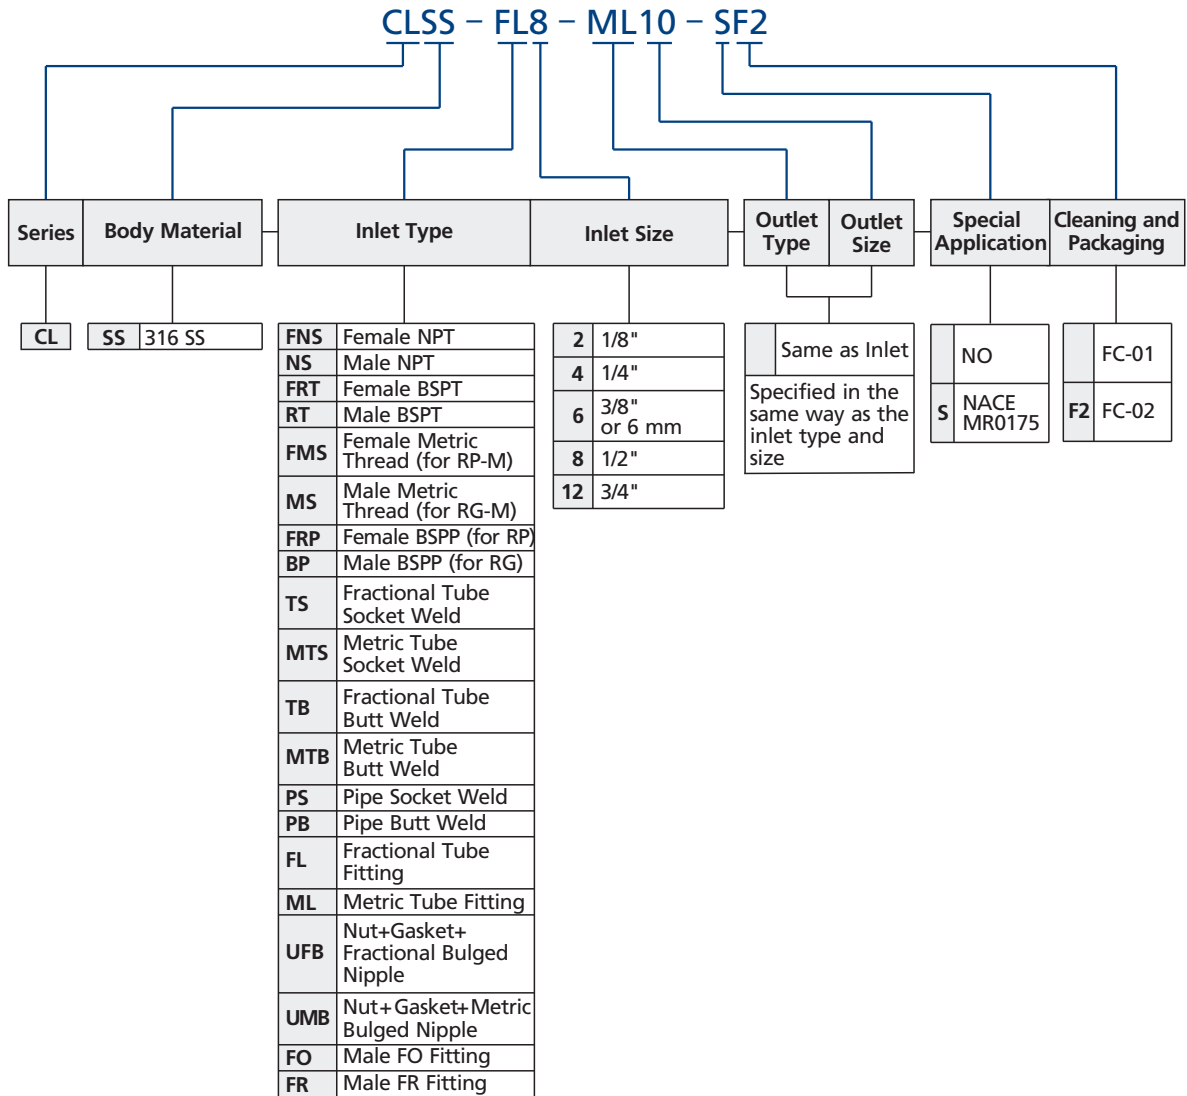 CLSS – FL8 – ML10 – SF2
Series
Body Material
Inlet Type
Inlet Size
Outlet
Type
Outlet
Size
Special
Application
Cleaning and
Packaging
CL
SS 316 SS
FNS Female NPT
NS Male NPT
FRT Female BSPT
RT Male BSPT
FMS Female Metric
Thread (for RP-M)
MS Male Metric
Thread (for RG-M)
FRP Female BSPP (for RP)
BP Male BSPP (for RG)
TS Fractional Tube
Socket Weld
MTS Metric Tube
Socket Weld
TB Fractional Tube
Butt Weld
MTB Metric Tube
Butt Weld
PS Pipe Socket Weld
PB Pipe Butt Weld
FL Fractional Tube
Fitting
ML Metric Tube Fitting
UFB Nut+Gasket+
Fractional Bulged
Nipple
UMB Nut+Gasket+Metric
Bulged Nipple
FO Male FO Fitting
FR Male FR Fitting
2 1/8"
4 1/4"
6 3/8"
or 6 mm
8 1/2"
12 3/4"
Same as Inlet
Specified in the
same way as the
inlet type and
size
NO
S NACE
MR0175
FC-01
F2 FC-02